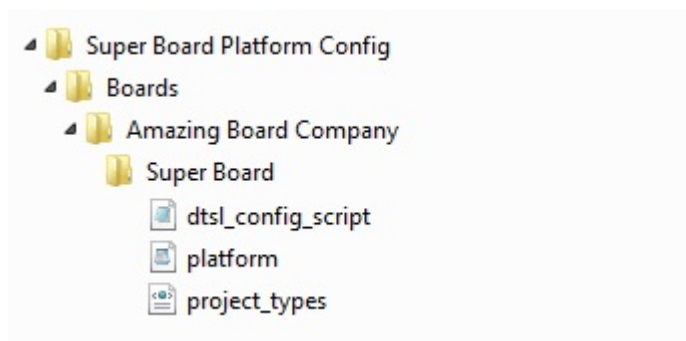 Super Board Platform Config
Boards
Amazing Board Company
Super Board
dtsl_config_script
platform
project_types